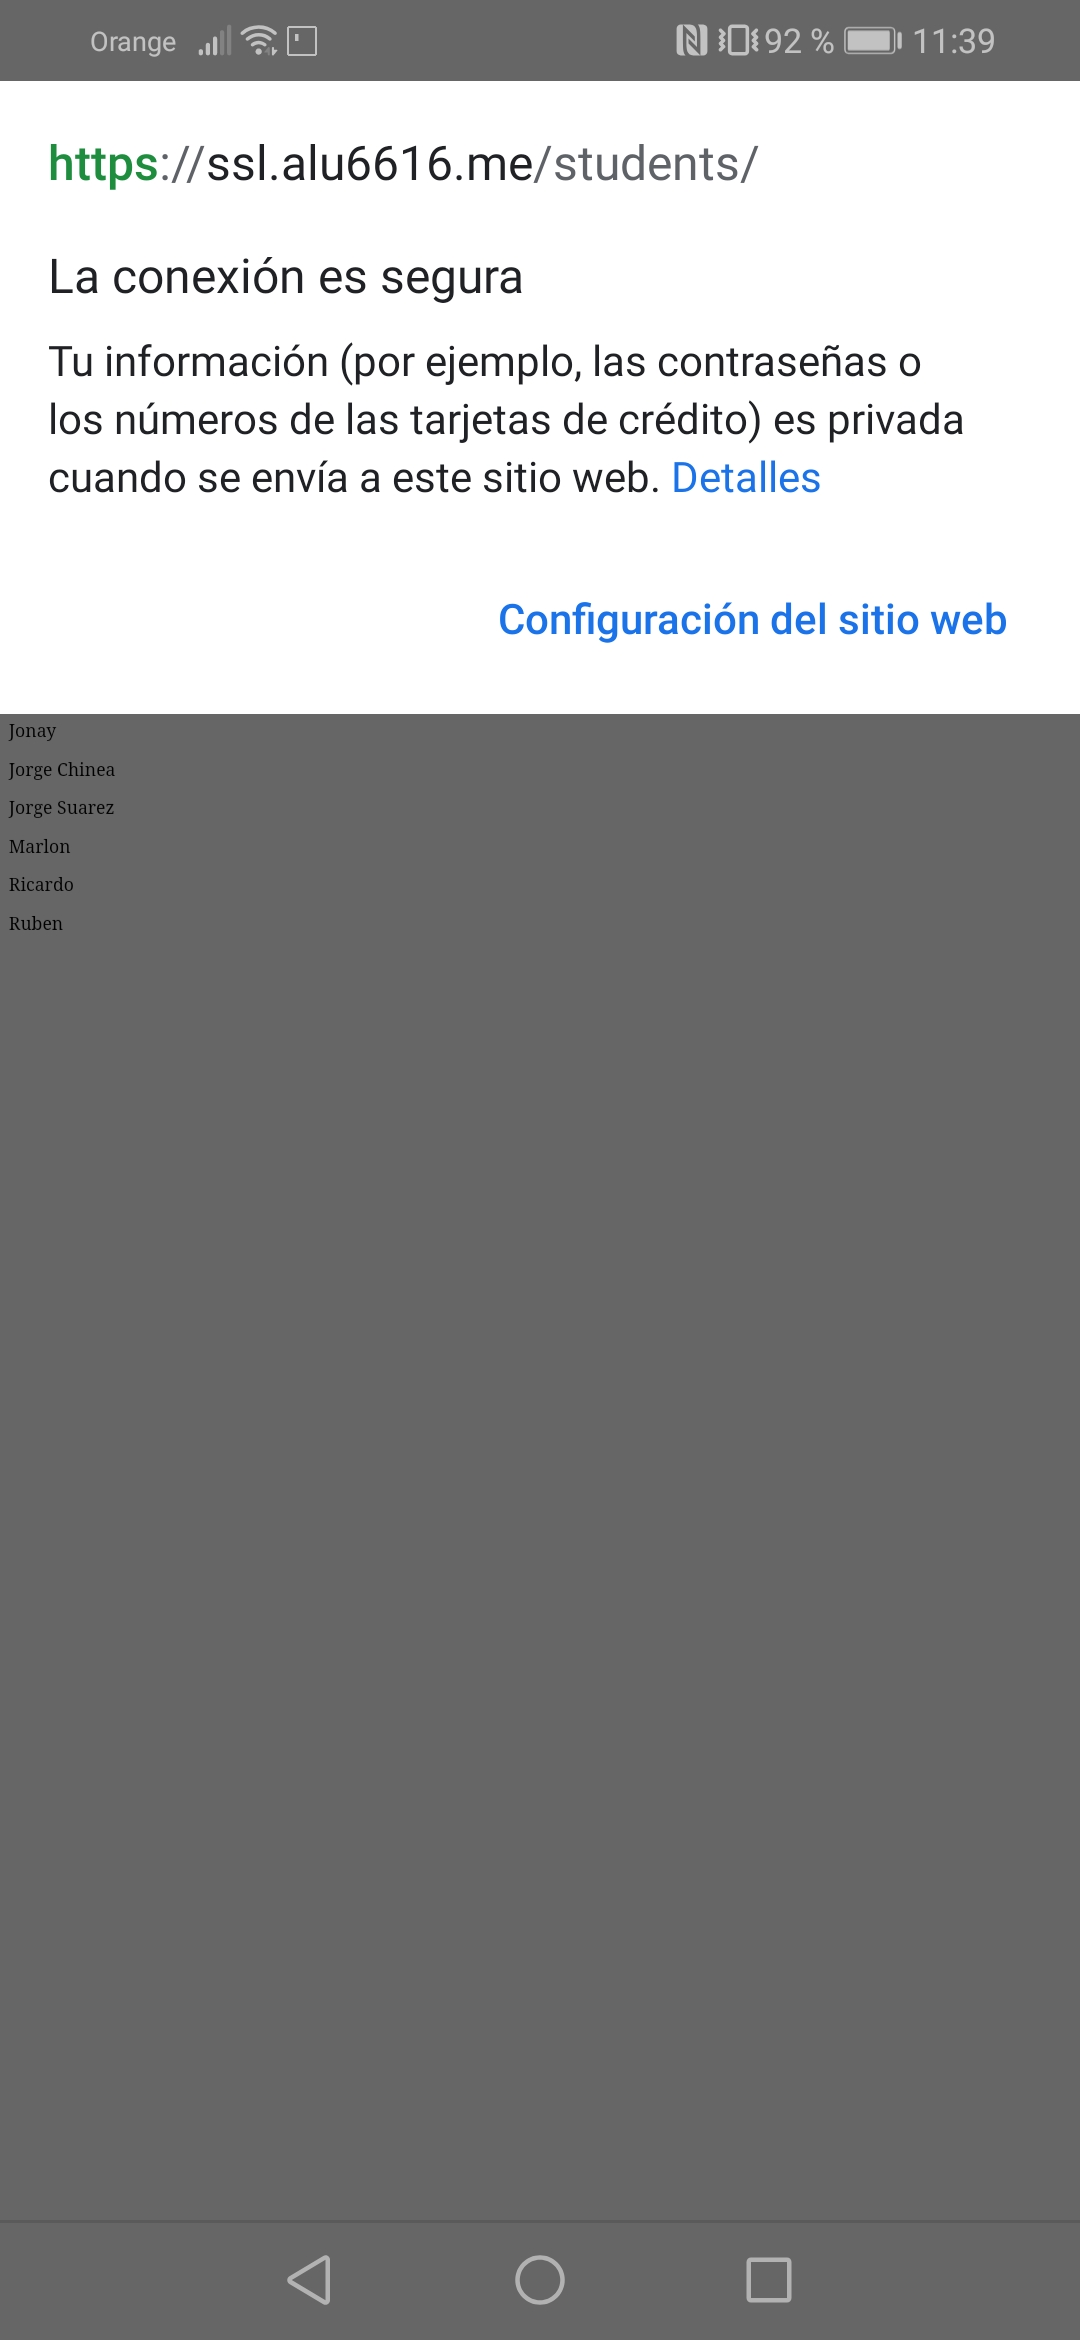 Orange 92 % 11:39
https://ssl.alu6616.me/students/
La conexión es segura
Tu información (por ejemplo, las contraseñas o
los números de las tarjetas de crédito) es privada
cuando se envía a este sitio web. Detalles
Configuración del sitio web
Jonay
Jorge Chinea
Jorge Suarez
Marlon
Ricardo
Ruben